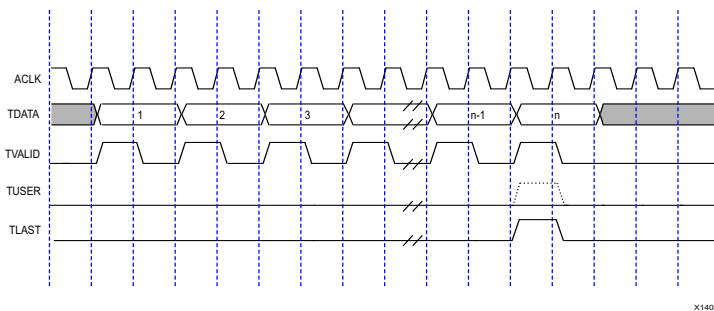 ACLK
TDATA 1 2 3 n-1 n
TVALID
TUSER
TLAST
X140